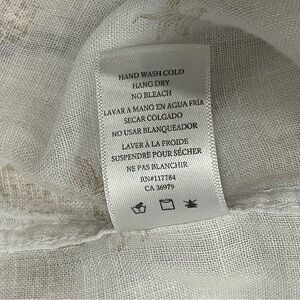 HAND WASH COLD
HANG DRY
NO BLEACH
LAVAR A MANO EN AGUA FRÍA
SECAR COLGADO
NO USAR BLANQUEADOR
LAVER À LA FROIDE
SUSPENDRE POUR SÉCHER
NE PAS BLANCHIR
RN#117784
CA 36979